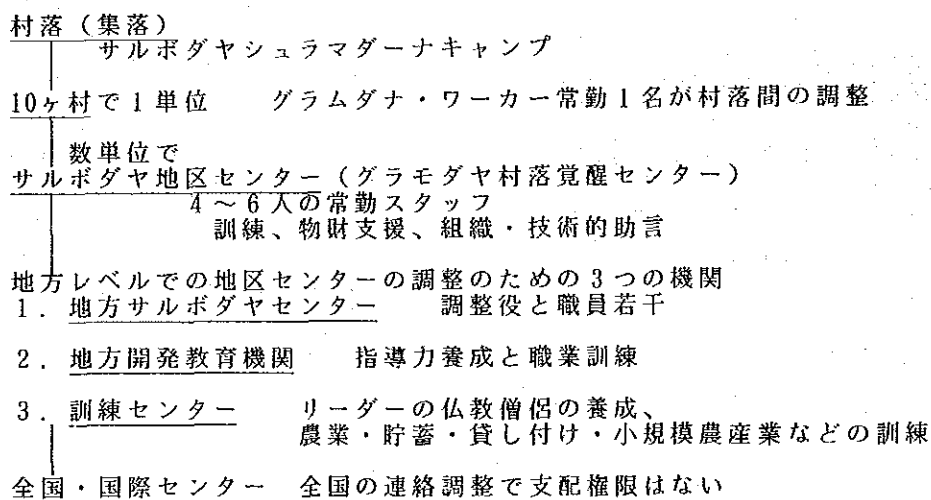 村落（集落）
サルボダヤシュラマダーナキャンプ
10ヶ村で1単位　グラムダナ・ワーカー常勤1名が村落間の調整
数単位で
サルボダヤ地区センター（グラモダヤ村落覚醒センター）
4～6人の常勤スタッフ
訓練、物財支援、組織・技術的助言
地方レベルでの地区センターの調整のための3つの機関
1．地方サルボダヤセンター　調整役と職員若干
2．地方開発教育機関　指導力養成と職業訓練
3．訓練センター　リーダーの仏教僧侶の養成、
農業・貯蓄・貸し付け・小規模農産業などの訓練
全国・国際センター　全国の連絡調整で支配権限はない